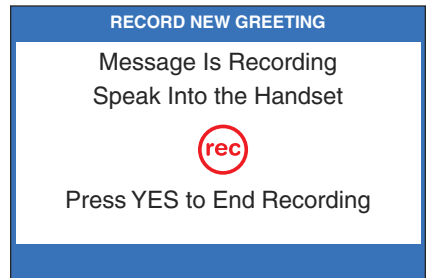 RECORD NEW GREETING
Message Is Recording
Speak Into the Handset
rec
Press YES to End Recording